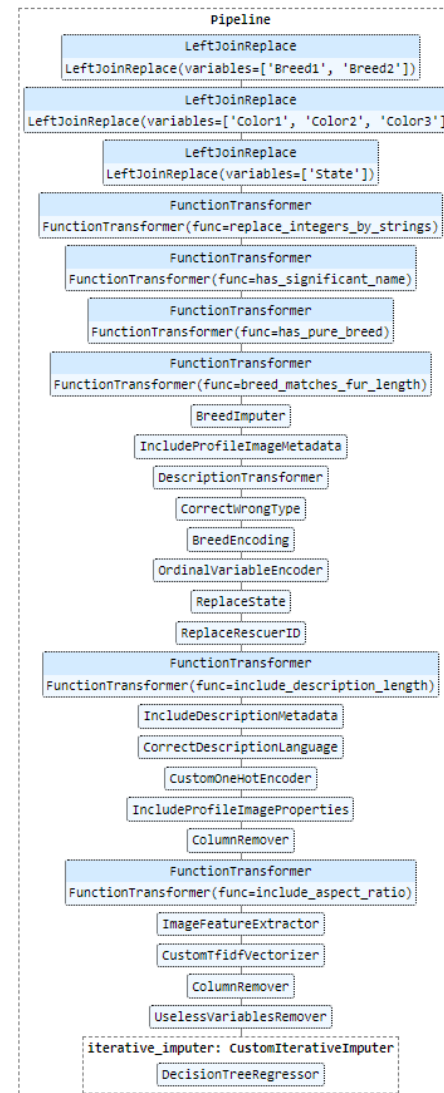 Pipeline
LeftJoinReplace
LeftJoinReplace(variables=['Breed1', 'Breed2'])
LeftJoinReplace
LeftJoinReplace(variables=['Color1', 'Color2', 'Color3']
LeftJoinReplace
LeftJoinReplace(variables=['State'])
FunctionTransformer
FunctionTransformer(func=replace_integers_by_strings)
FunctionTransformer
FunctionTransformer(func=has_significant_name)
FunctionTransformer
FunctionTransformer(func=has_pure_breed)
FunctionTransformer
FunctionTransformer(func=breed_matches_fur_length)
BreedImputer
IncludeProfileImageMetadata
DescriptionTransformer
CorrectWrongType
BreedEncoding
OrdinalVariableEncoder
ReplaceState
ReplaceRescuerID
FunctionTransformer
FunctionTransformer(func=include_description_length)
IncludeDescriptionMetadata
CorrectDescriptionLanguage
CustomOneHotEncoder
IncludeProfileImageProperties
ColumnRemover
FunctionTransformer
FunctionTransformer(func=include_aspect_ratio)
ImageFeatureExtractor
CustomTfidfVectorizer
ColumnRemover
UselessVariablesRemover
iterative_imputer: CustomIterativeImputer
DecisionTreeRegressor